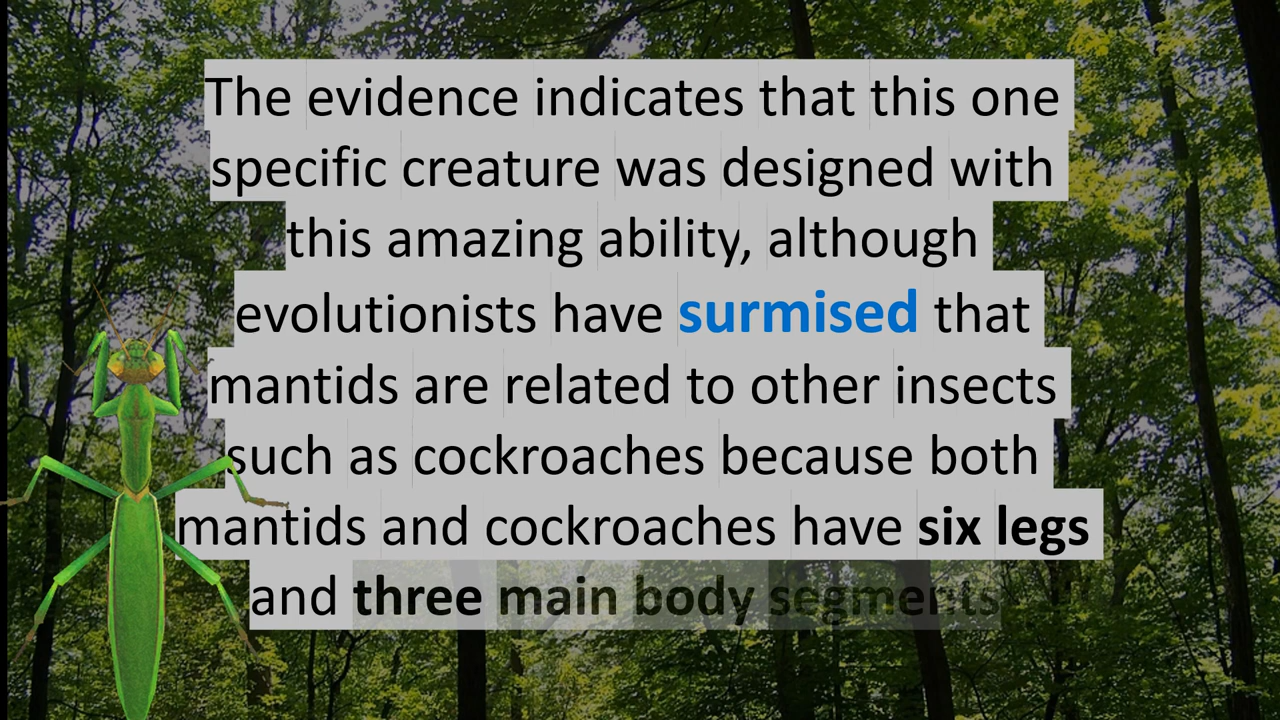 The evidence indicates that this one
specific creature was designed with
this amazing ability, although
evolutionists have surmised that
mantids are related to other insects
such as cockroaches because both
mantids and cockroaches have six legs
and three main body segments